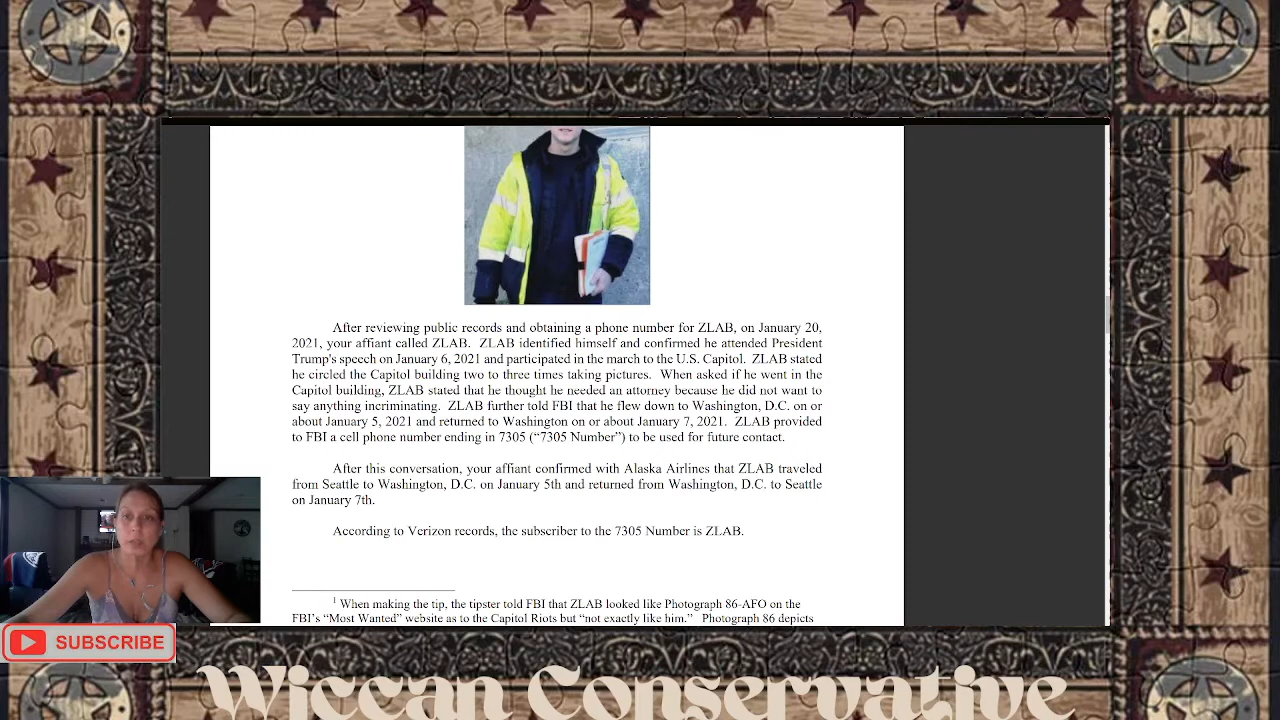 After reviewing public records and obtaining a phone number for ZLAB, on January 20,
2021, your affiant called ZLAB. ZLAB identified himself and confirmed he attended President
Trump's speech on January 6, 2021 and participated in the march to the U.S. Capitol. ZLAB stated
he circled the Capitol building two to three times taking pictures. When asked if he went in the
Capitol building, ZLAB stated that he thought he needed an attorney because he did not want to
say anything incriminating. ZLAB further told FBI that he flew down to Washington, D.C. on or
about January 5, 2021 and returned to Washington on or about January 7, 2021. ZLAB provided
to FBI a cell phone number ending in 7305 (“7305 Number”) to be used for future contact.
After this conversation, your affiant confirmed with Alaska Airlines that ZLAB traveled
from Seattle to Washington, D.C. on January 5th and returned from Washington, D.C. to Seattle
on January 7th.
According to Verizon records, the subscriber to the 7305 Number is ZLAB.
1 When making the tip, the tipster told FBI that ZLAB looked like Photograph 86-AFO on the
FBI's “Most Wanted” website as to the Capitol Riots but “not exactly like him.” Photograph 86 depicts
SUBSCRIBE
Wiccan Conservative